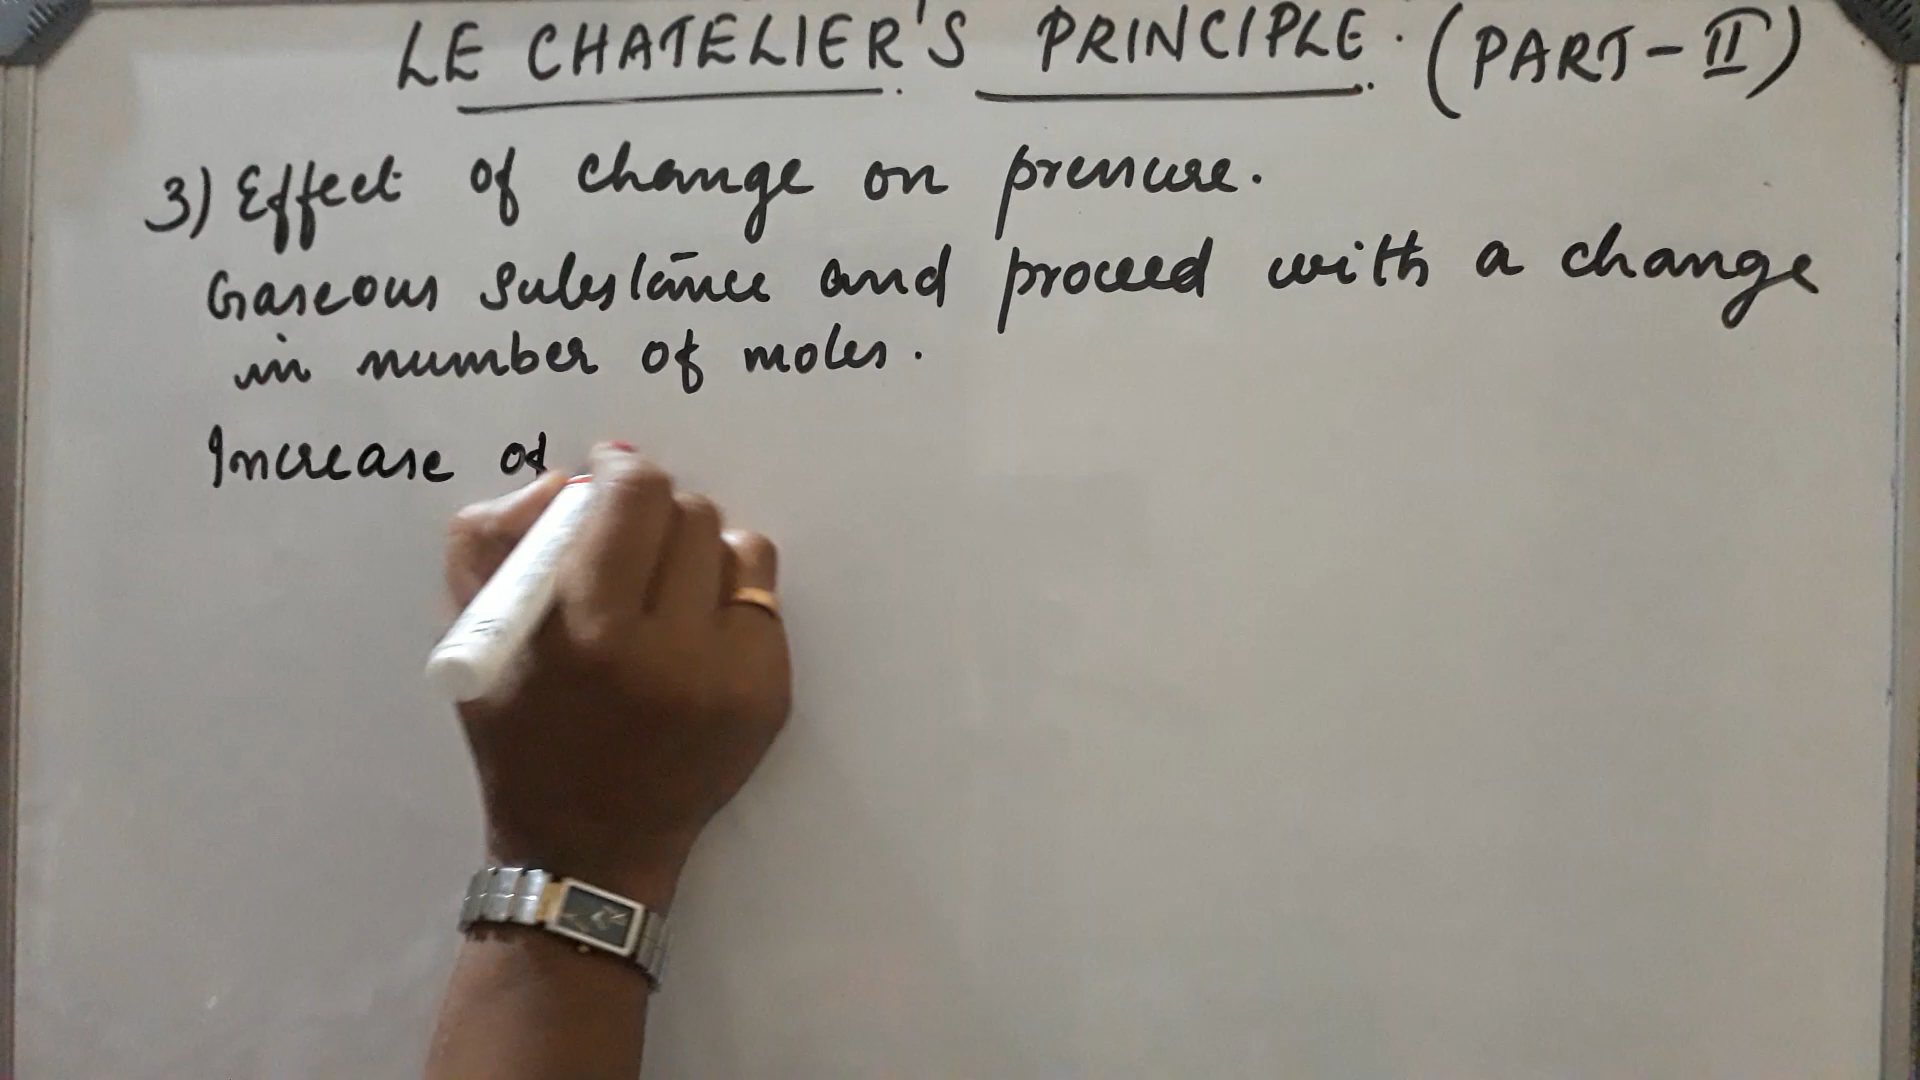 LE CHATELIER'S PRINCIPLE. (PART-II)
3) Effect of change on pressure.
Gaseous substance and proceed with a change
in number of moles.
Increase of